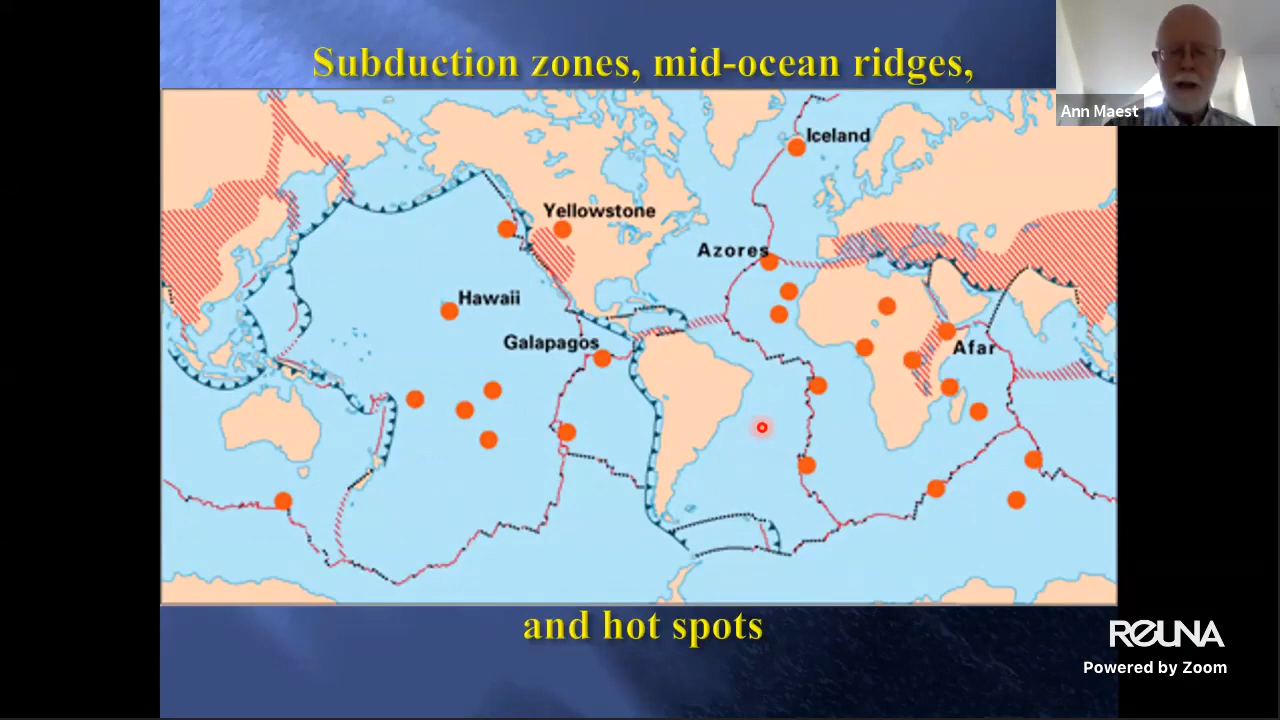 Subduction zones, mid-ocean ridges,
Ann Maest
Iceland
Yellowstone
Azores
Hawaii
Galapagos
Afar
and hot spots
REUNA
Powered by Zoom